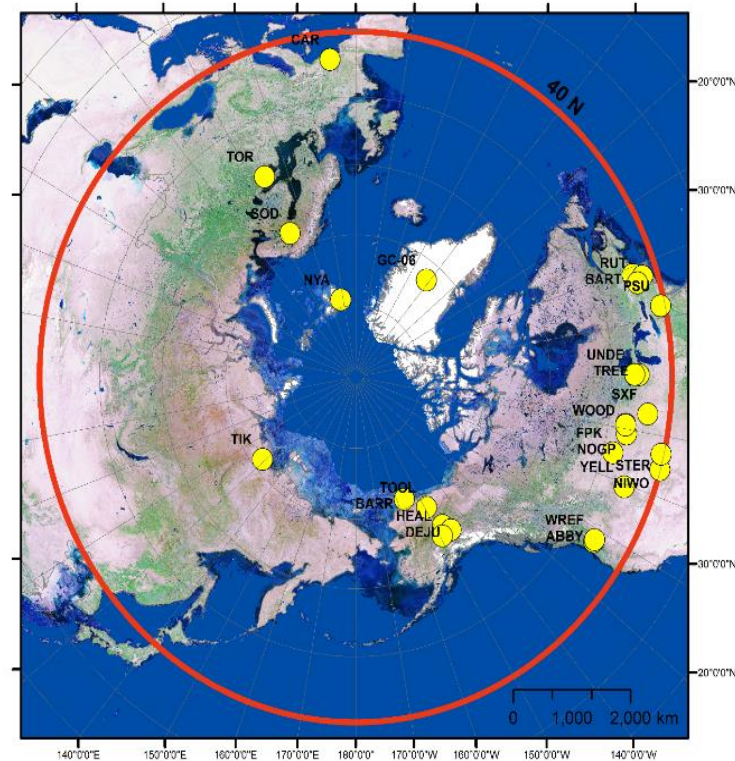 CAR
40 N
20°0'0"
TOR
30°0'0"
SOD
GC-06
RUT
NYA
BART
PSU
UNDE
TREE
SXF
WOOD
FPK
NOGP
TIK
YELL
STER
TOOL
NIWO
BARR
HEAL
WREF
DEJU
ABBY
30°0'0"
20°0'0"
0 1,000 2,000 km
140°0'0"E 150°0'0"E 160°0'0"E 170°0'0"E 180°0'0" 170°0'0"W 160°0'0"W 150°0'0"W 140°0'0"W